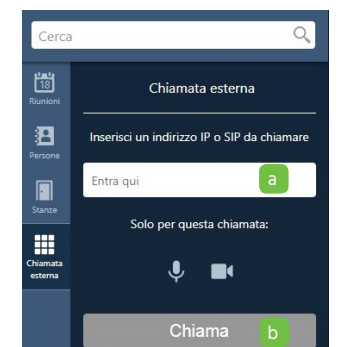 Cerca
18
Riunioni
Persone
Stanze
Chiamata
esterna
Chiamata esterna
Inserisci un indirizzo IP o SIP da chiamare
Entra qui
a
Solo per questa chiamata:
Chiama
b